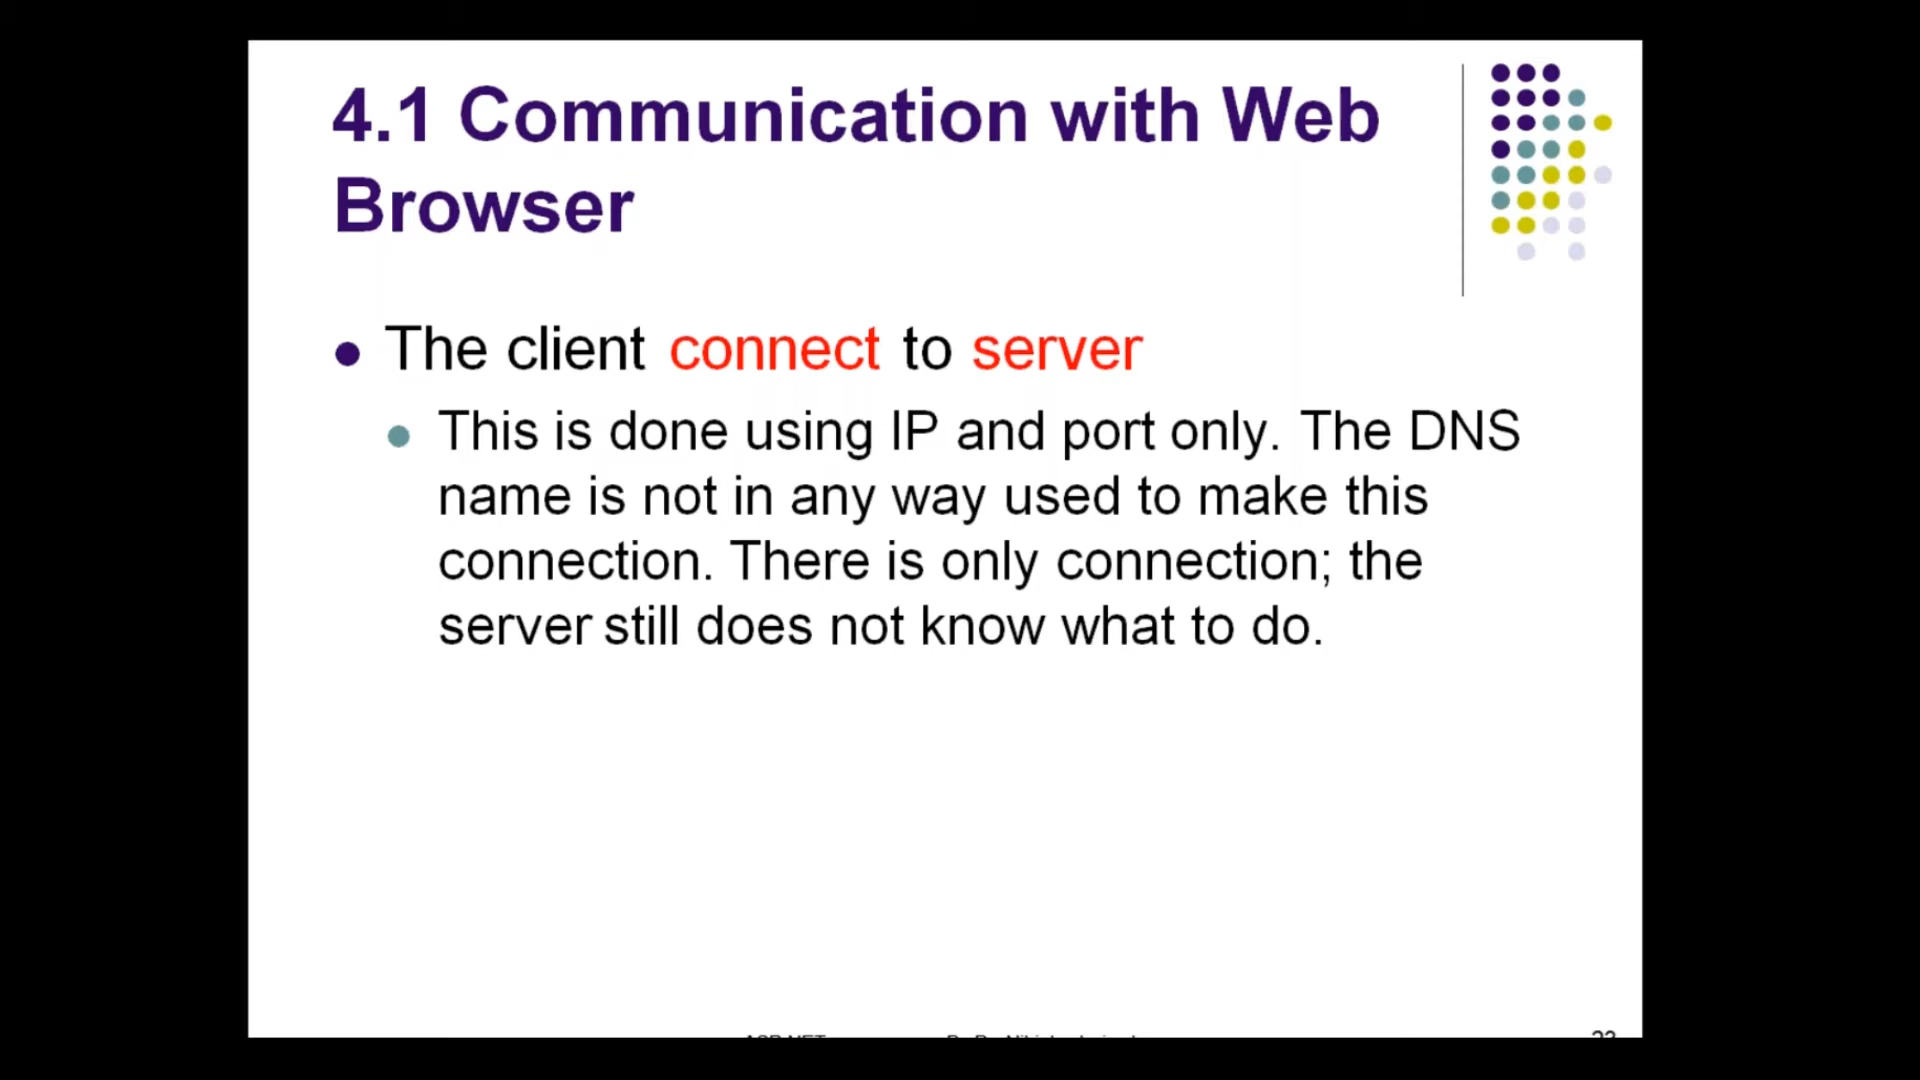 4.1 Communication with Web
Browser
The client connect to server
This is done using IP and port only. The DNS
name is not in any way used to make this
connection. There is only connection; the
server still does not know what to do.